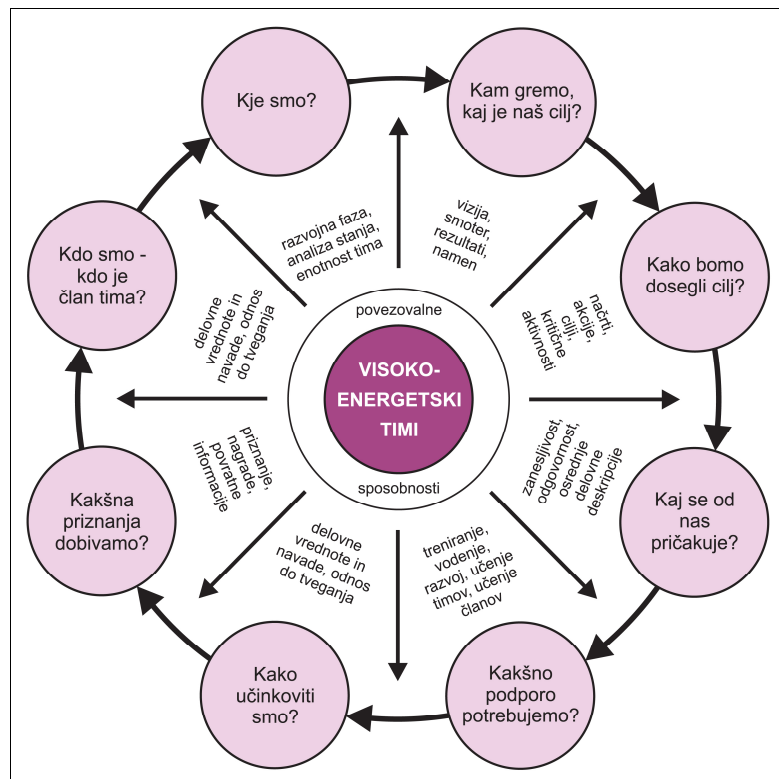 Kje smo?
Kam gremo,
kaj je naš cilj?
Kako bomo
dosegli cilj?
Kaj se od
nas
pričakuje?
Kakšno
podporo
potrebujemo?
Kako
učinkoviti
smo?
Kakšna
priznanja
dobivamo?
Kdo smo -
kdo je
član tima?
razvojna faza,
analiza stanja,
enotnost tima
vizija,
smoter,
rezultati,
namen
načrti,
akcije,
cilji,
kritične
aktivnosti
zanesljivost,
odgovornost,
osrednje
delovne
deskripcije
treniranje,
vodenje,
razvoj, učenje
timov, učenje
članov
delovne
vrednote in
navade, odnos
do tveganja
priznanje,
nagrade,
povratne
informacije
delovne
vrednote in
navade, odnos
do tveganja
povezovalne
VISOKO-
ENERGETSKI
TIMI
sposobnosti